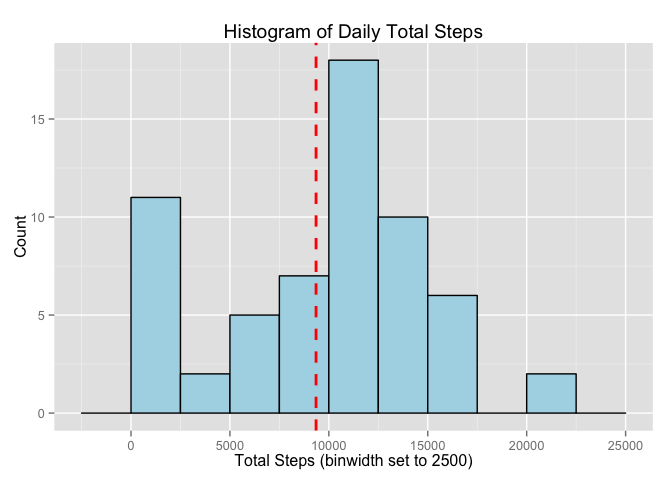 Histogram of Daily Total Steps
Count
15
10
5
0
0 5000 10000 15000 20000 25000
Total Steps (binwidth set to 2500)